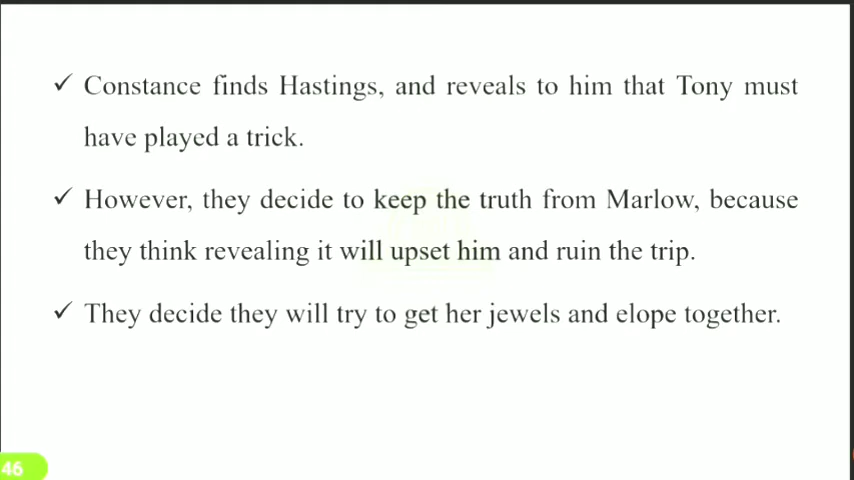 ✓ Constance finds Hastings, and reveals to him that Tony must
have played a trick.
✓ However, they decide to keep the truth from Marlow, because
they think revealing it will upset him and ruin the trip.
✓ They decide they will try to get her jewels and elope together.
46